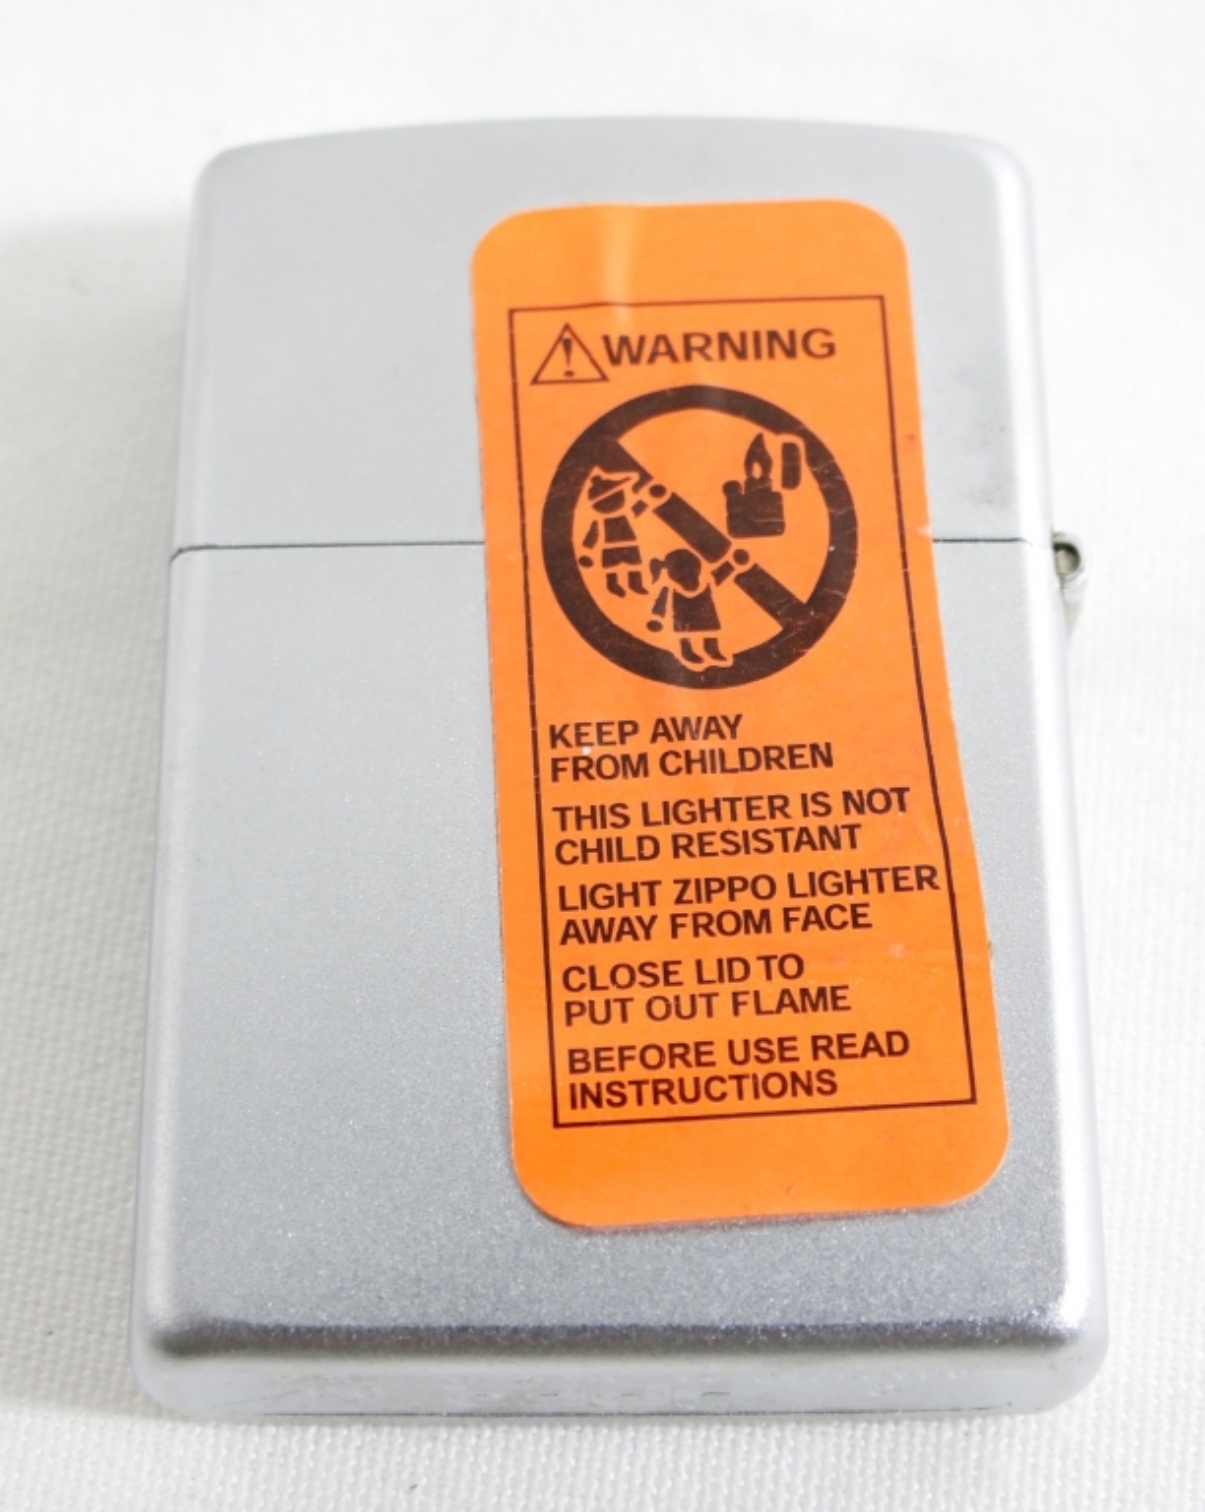 WARNING
KEEP AWAY
FROM CHILDREN
THIS LIGHTER IS NOT
CHILD RESISTANT
LIGHT ZIPPO LIGHTER
AWAY FROM FACE
CLOSE LID TO
PUT OUT FLAME
BEFORE USE READ
INSTRUCTIONS